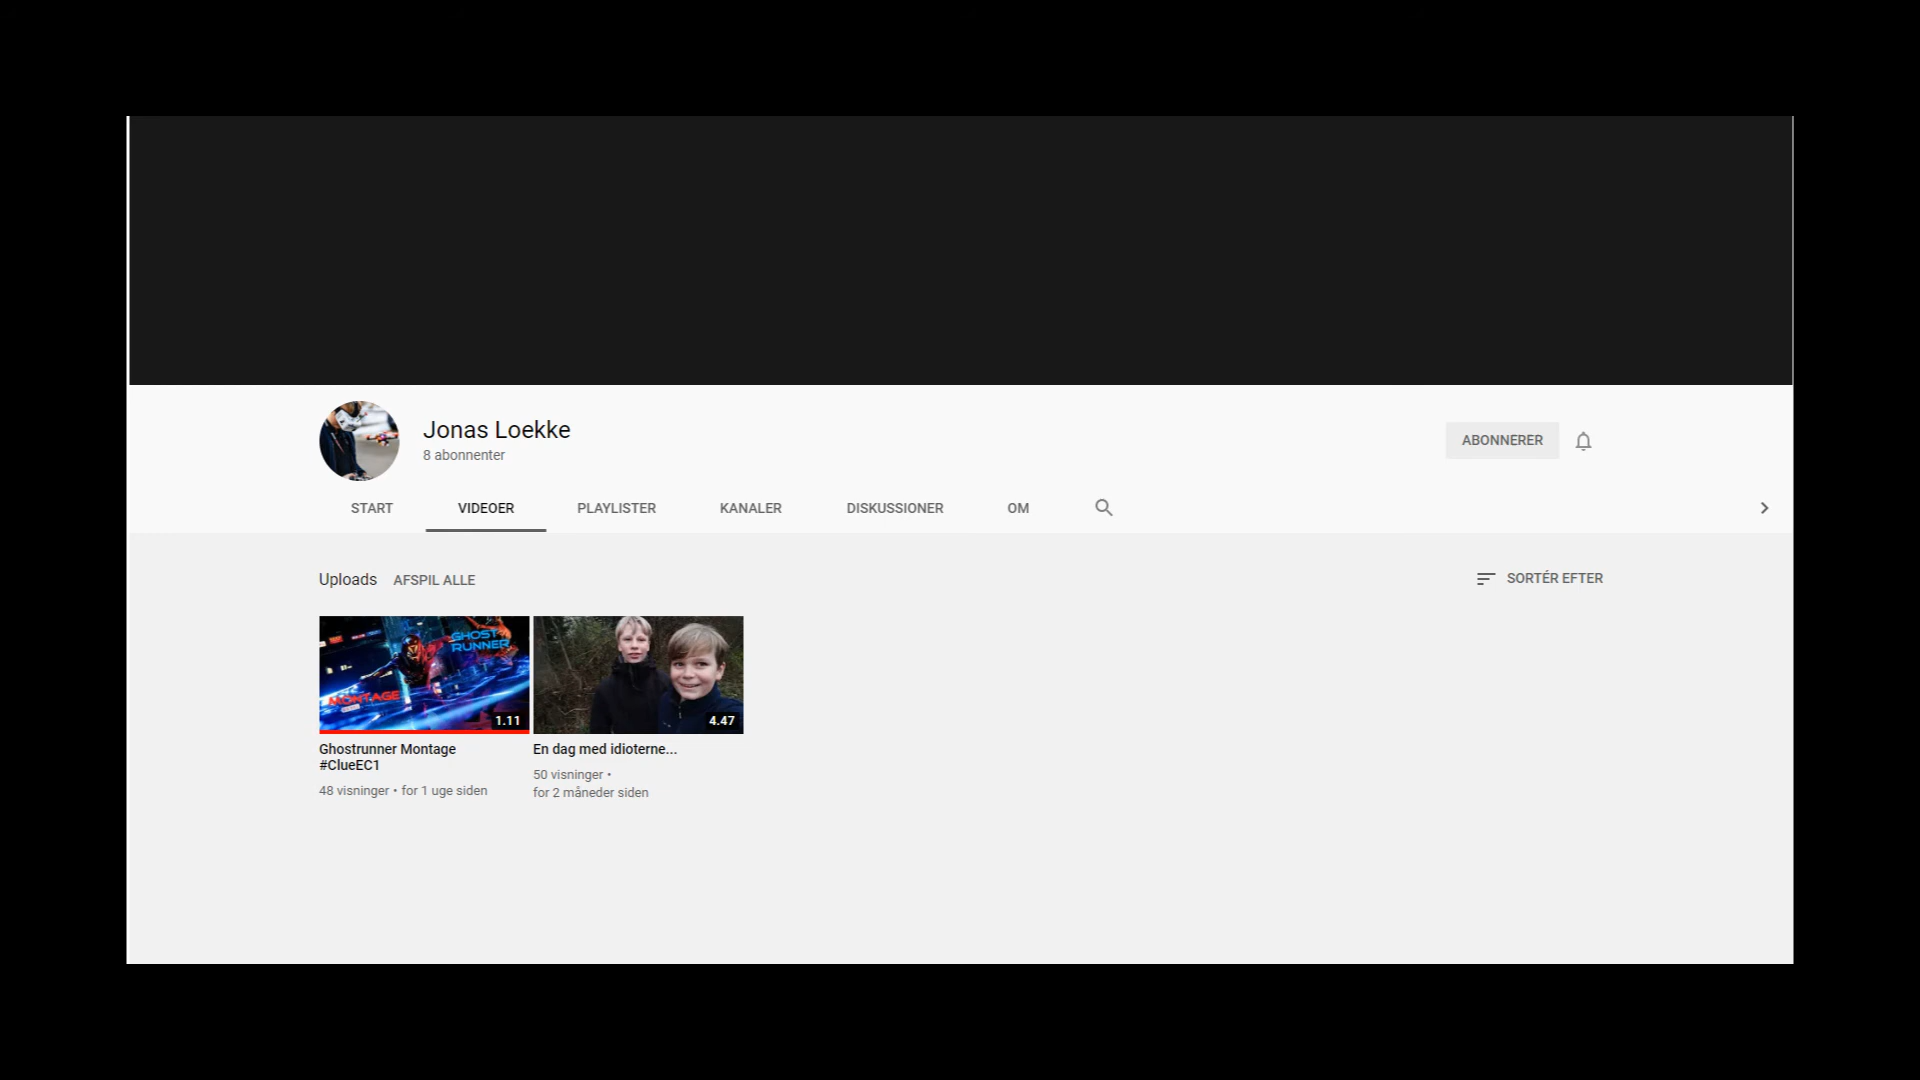 Jonas Loekke
8 abonnenter
ABONNERER
START VIDEOER PLAYLISTER KANALER DISKUSSIONER OM
Uploads AFSPIL ALLE
SORTÉR EFTER
GHOST
RUNNER
MONTAGE
1.11
4.47
Ghostrunner Montage
#ClueEC1
48 visninger • for 1 uge siden
En dag med idioterne...
50 visninger •
for 2 måneder siden